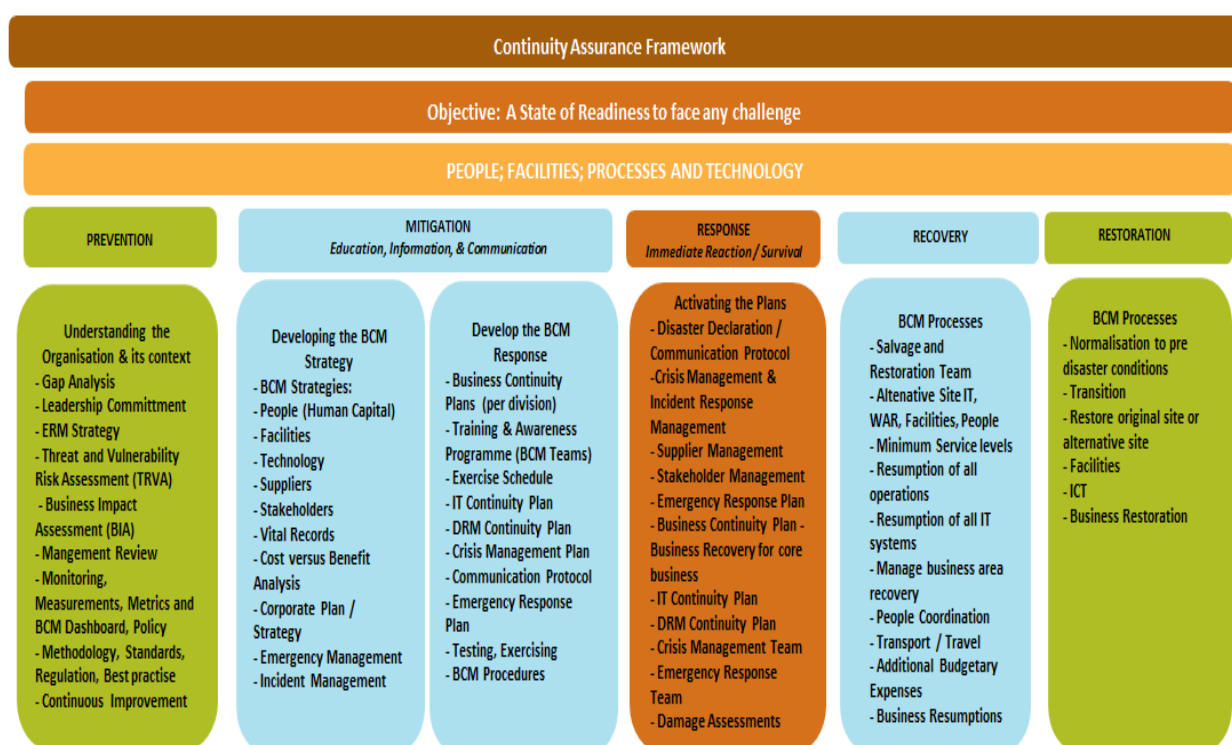 Continuity Assurance Framework
Objective: A State of Readiness to face any challenge
PEOPLE; FACILITIES; PROCESSES AND TECHNOLOGY
PREVENTION
Understanding the
Organisation & its context
- Gap Analysis
- Leadership Committment
- ERM Strategy
- Threat and Vulnerability
Risk Assessment (TRVA)
- Business Impact
Assessment (BIA)
- Mangement Review
- Monitoring,
Measurements, Metrics and
BCM Dashboard, Policy
- Methodology, Standards,
Regulation, Best practise
- Continuous Improvement
MITIGATION
Education, Information, & Communication
Developing the BCM
Strategy
- BCM Strategies:
- People (Human Capital)
- Facilities
- Technology
- Suppliers
- Stakeholders
- Vital Records
- Cost versus Benefit
Analysis
- Corporate Plan /
Strategy
- Emergency Management
- Incident Management
Develop the BCM
Response
- Business Continuity
Plans (per division)
- Training & Awareness
Programme (BCM Teams)
- Exercise Schedule
- IT Continuity Plan
- DRM Continuity Plan
- Crisis Management Plan
- Communication Protocol
- Emergency Response
Plan
- Testing, Exercising
- BCM Procedures
RESPONSE
Immediate Reaction / Survival
Activating the Plans
- Disaster Declaration /
Communication Protocol
-Crisis Management &
Incident Response
Management
- Supplier Management
- Stakeholder Management
- Emergency Response Plan
- Business Continuity Plan -
Business Recovery for core
business
- IT Continuity Plan
- DRM Continuity Plan
- Crisis Management Team
- Emergency Response
Team
- Damage Assessments
RECOVERY
BCM Processes
- Salvage and
Restoration Team
- Altenative Site IT,
WAR, Facilities, People
- Minimum Service levels
- Resumption of all
operations
- Resumption of all IT
systems
- Manage business area
recovery
- People Coordination
- Transport / Travel
- Additional Budgetary
Expenses
- Business Resumptions
RESTORATION
BCM Processes
- Normalisation to pre
disaster conditions
- Transition
- Restore original site or
alternative site
- Facilities
- ICT
- Business Restoration